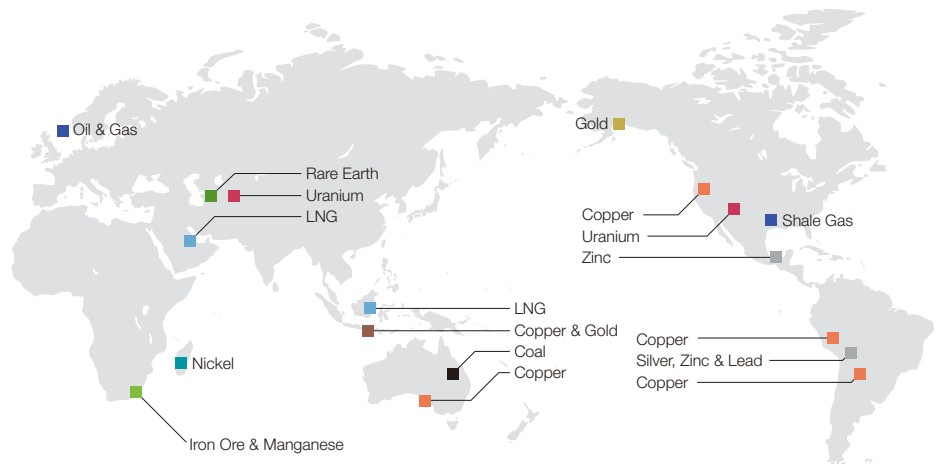 Oil & Gas
Rare Earth
Uranium
LNG
Nickel
Iron Ore & Manganese
LNG
Copper & Gold
Coal
Copper
Gold
Copper
Uranium
Shale Gas
Zinc
Copper
Silver, Zinc & Lead
Copper